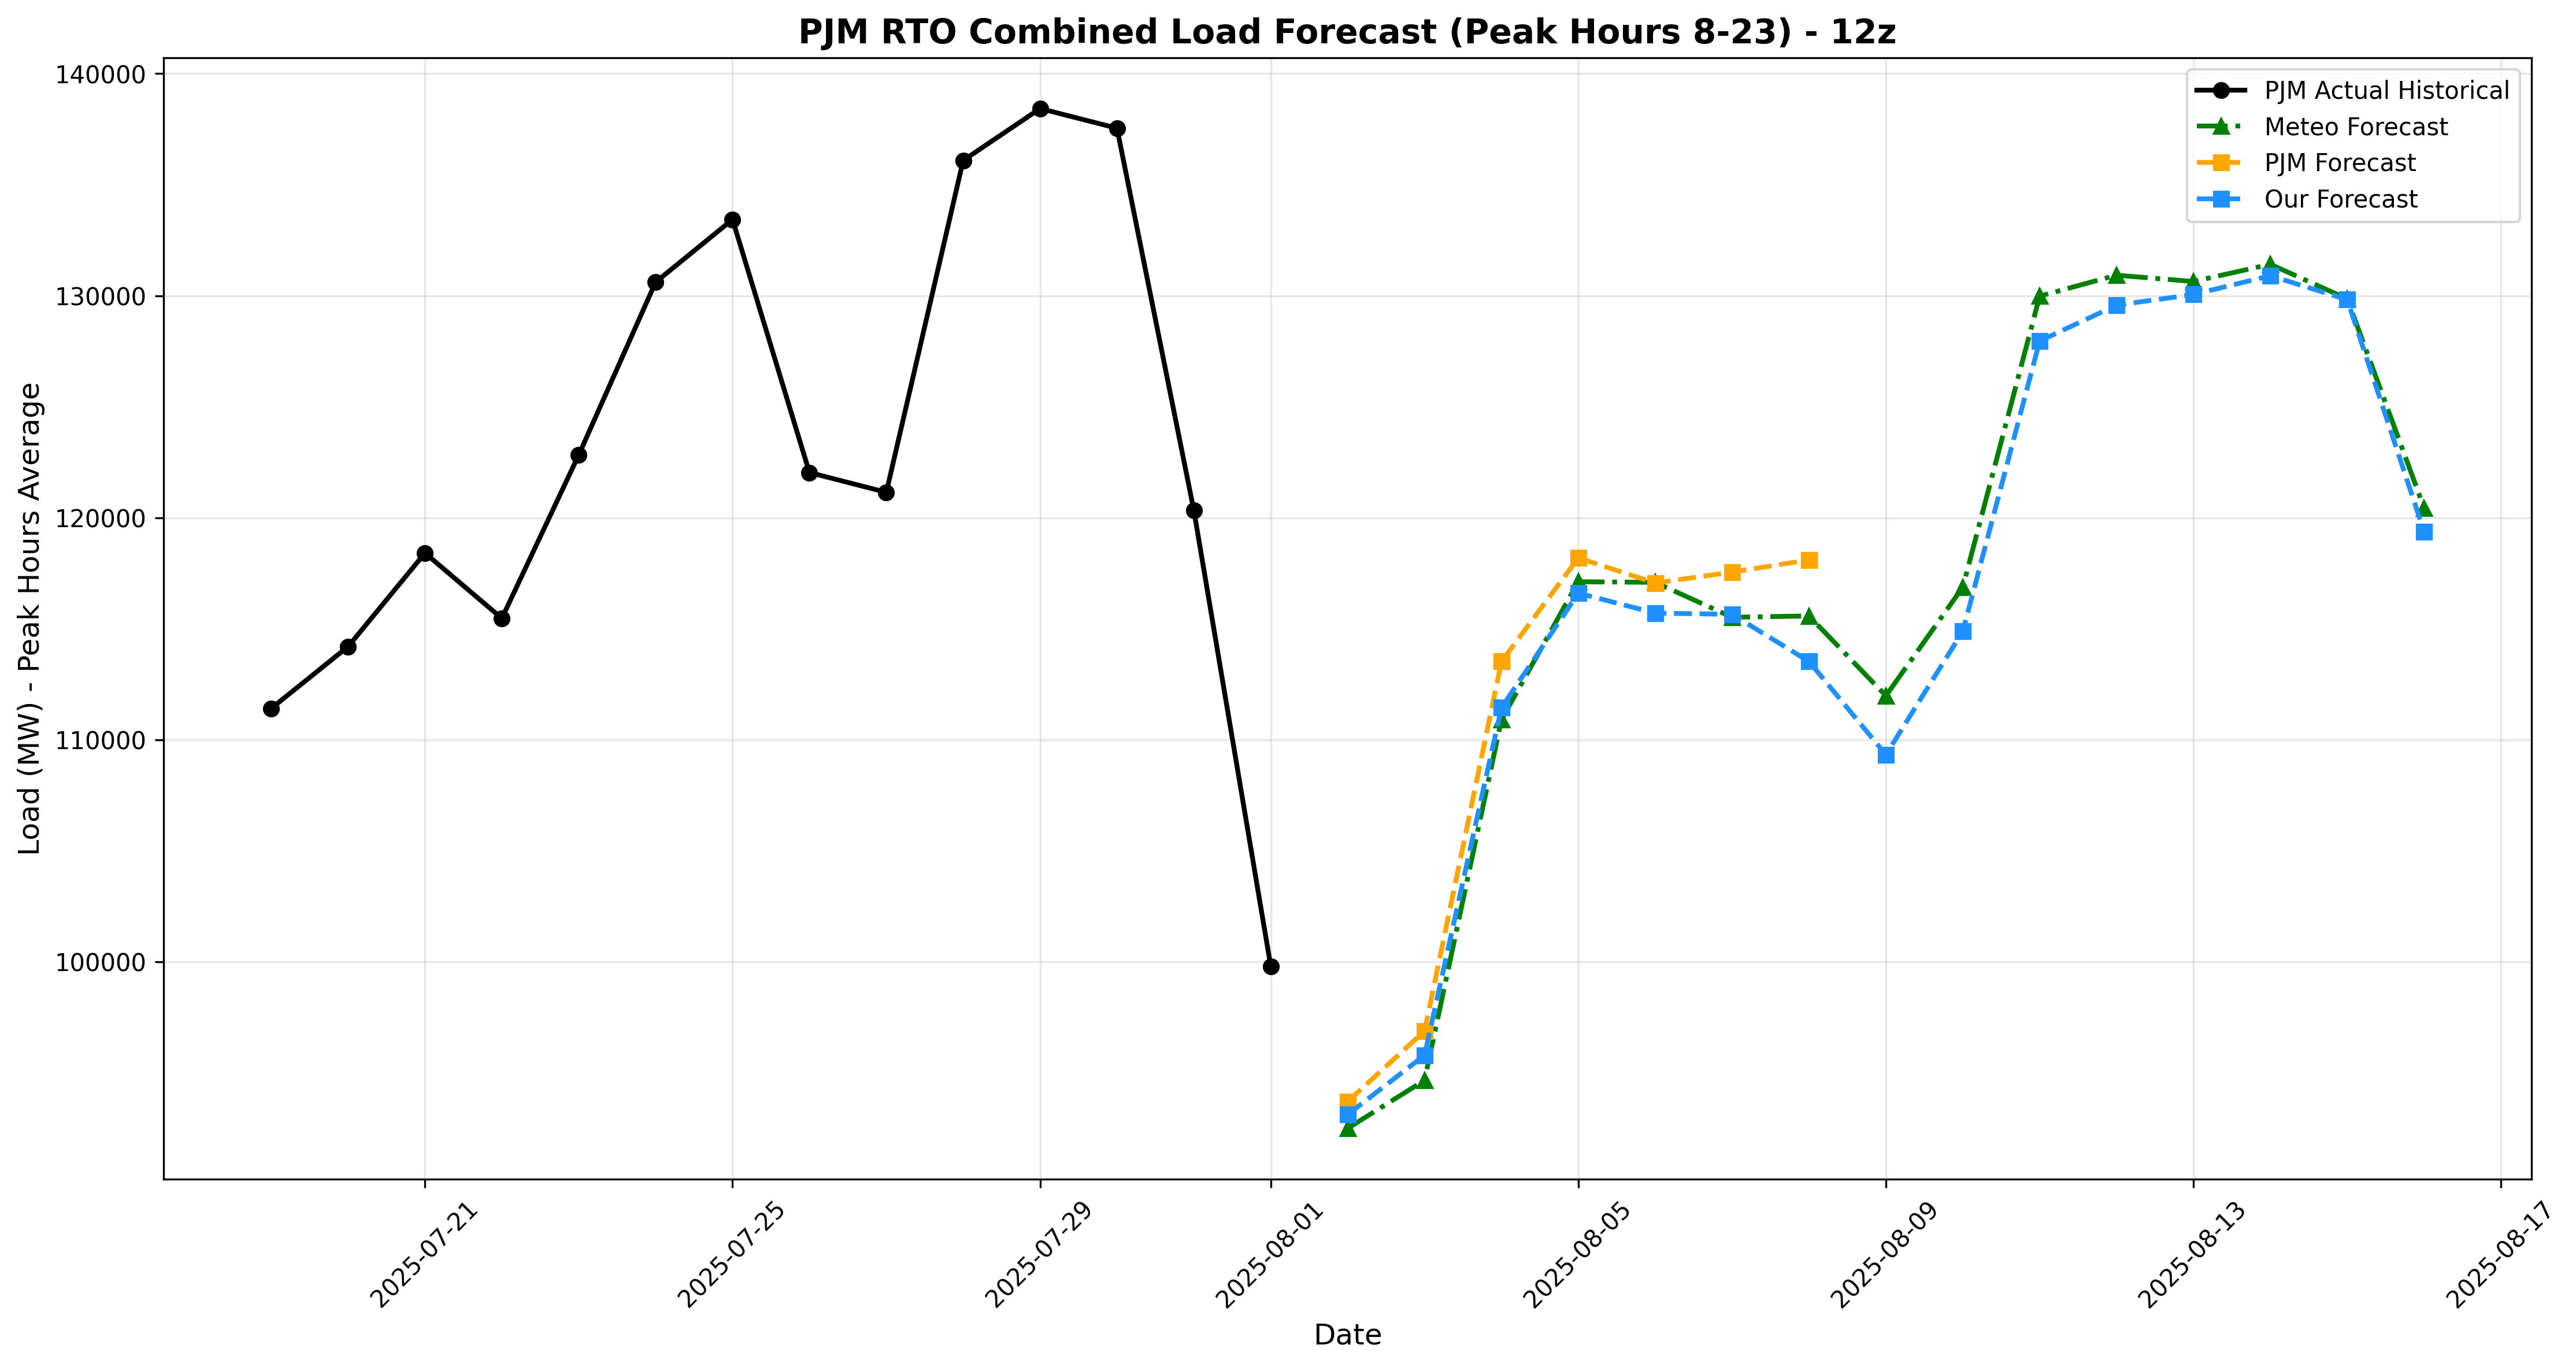 PJM RTO Combined Load Forecast (Peak Hours 8-23) - 12z
PJM Actual Historical
Meteo Forecast
PJM Forecast
Our Forecast
Load (MW) - Peak Hours Average
140000
130000
120000
110000
100000
2025-07-21
2025-07-25
2025-07-29
2025-08-01
2025-08-05
2025-08-09
2025-08-13
2025-08-17
Date